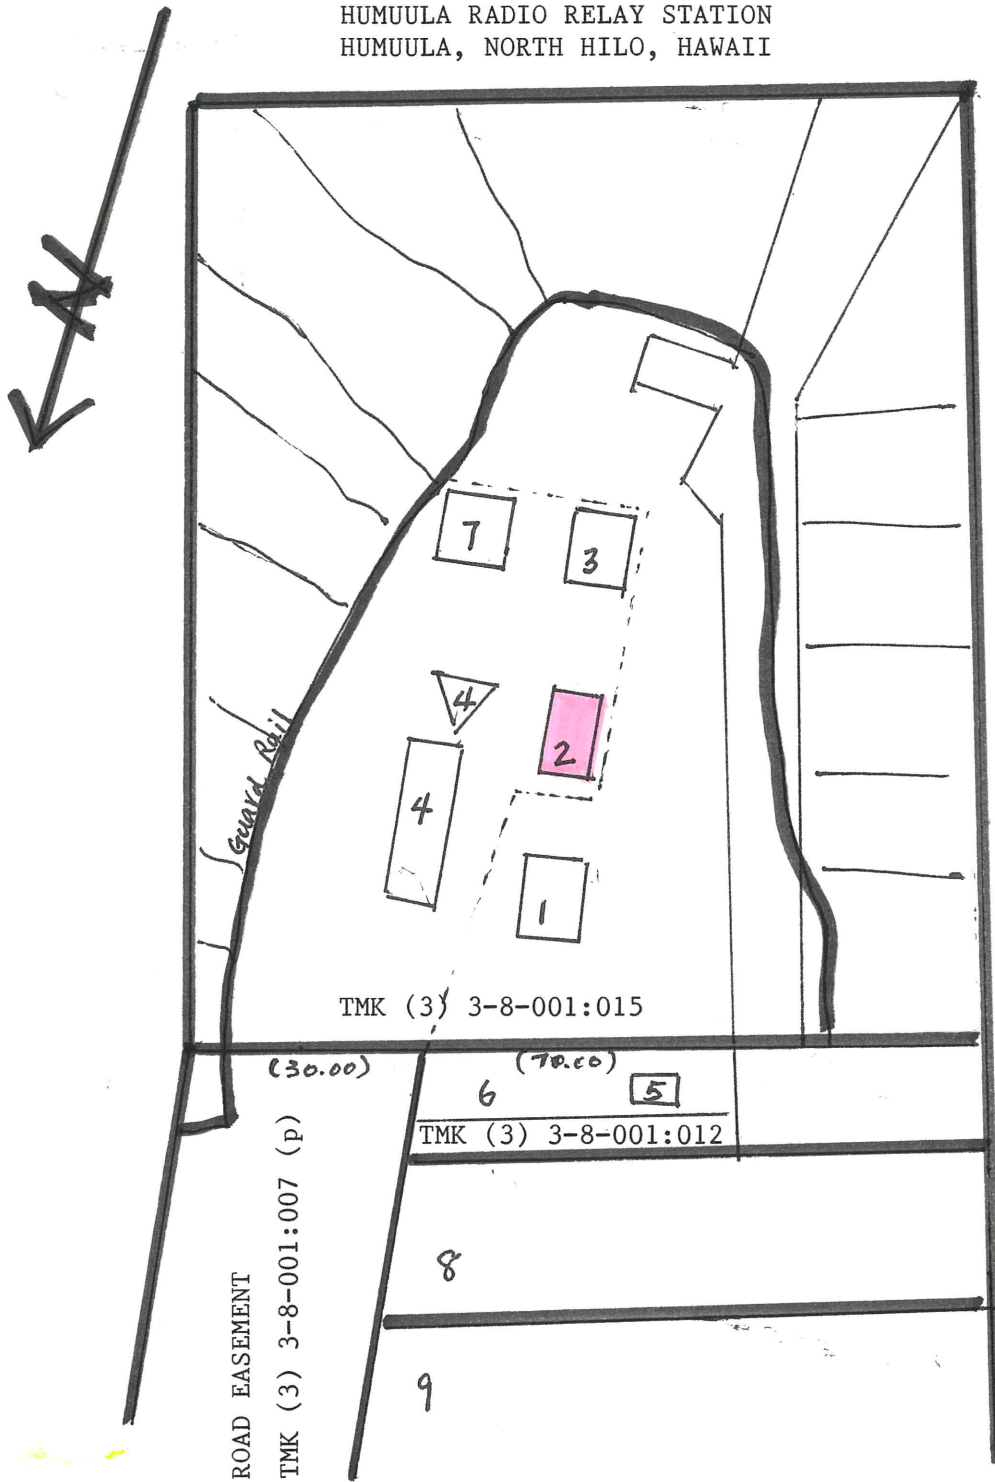 HUMUULA RADIO RELAY STATION
HUMUULA, NORTH HILO, HAWAII
N
7
3
4
2
4
Guard Rail
1
TMK (3) 3-8-001:015
(30.00)
(70.00)
6
5
TMK (3) 3-8-001:012
ROAD EASEMENT
TMK (3) 3-8-001:007 (p)
8
9